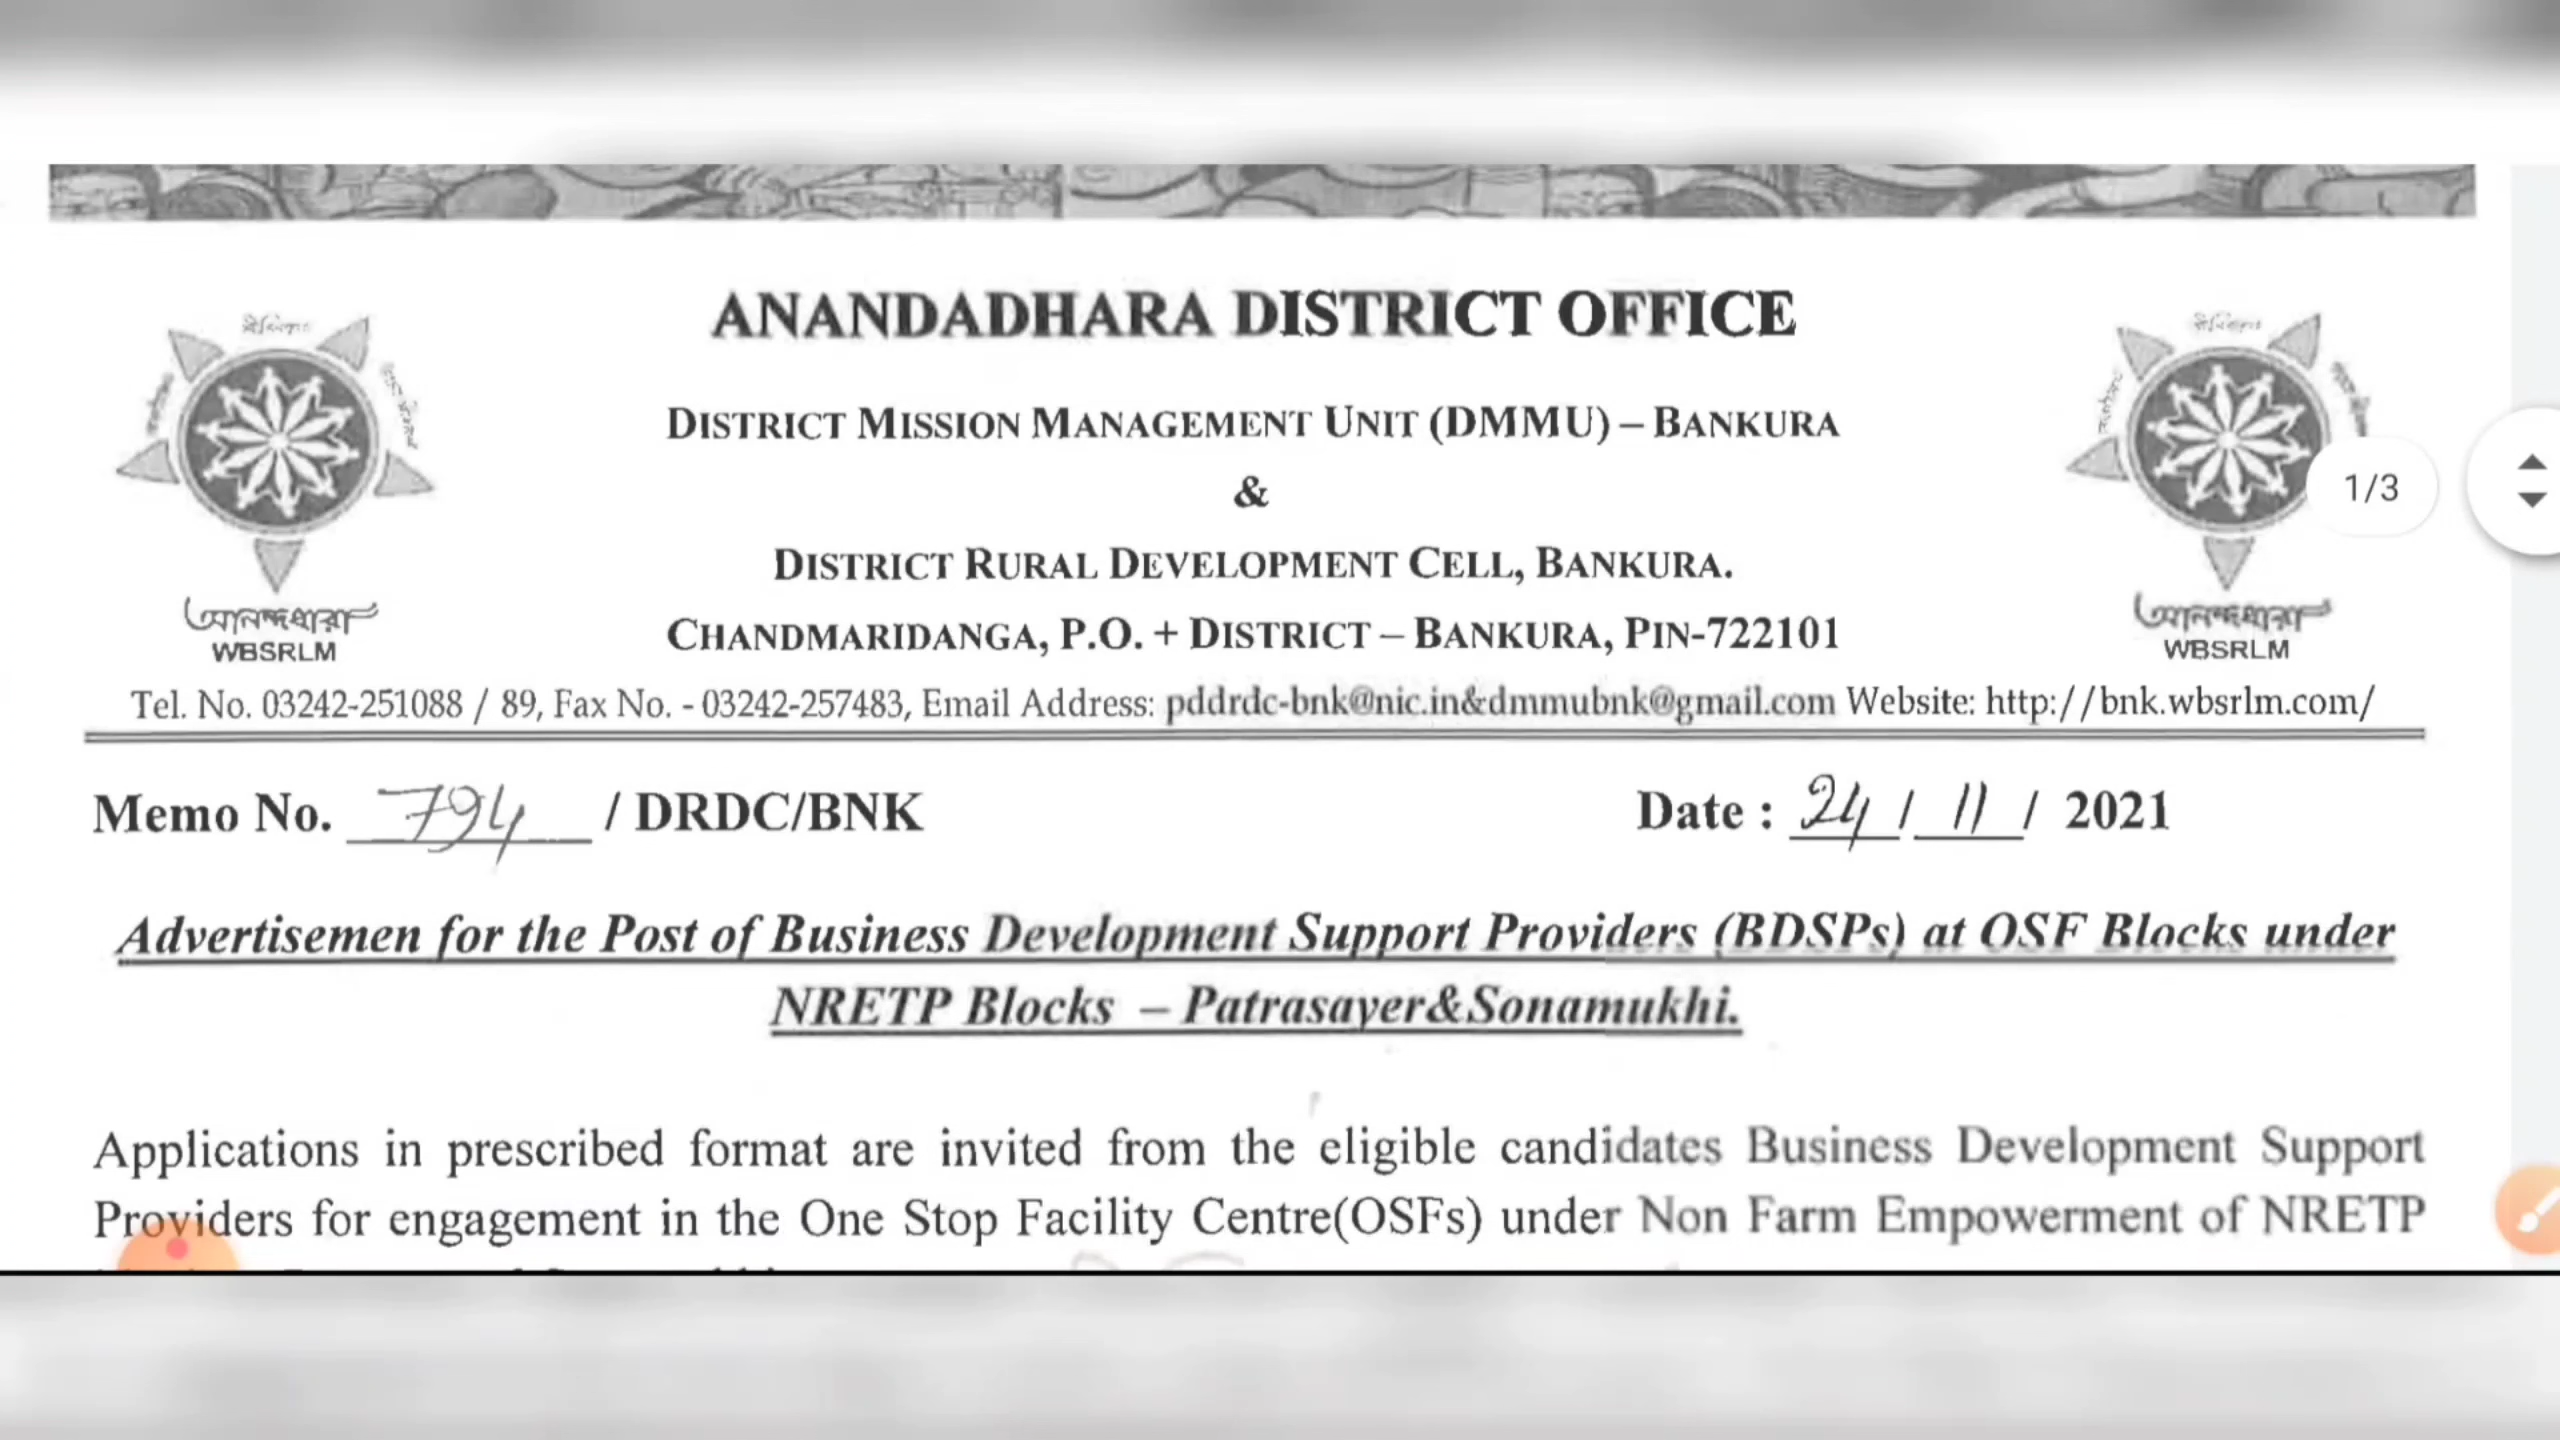 ANANDADHARA DISTRICT OFFICE
DISTRICT MISSION MANAGEMENT UNIT (DMMU) – BANKURA
&
DISTRICT RURAL DEVELOPMENT CELL, BANKURA.
CHANDMARIDANGA, P.O. + DISTRICT – BANKURA, PIN-722101
আনন্দধারা
WBSRLM
আনন্দধারা
WBSRLM
1/3
Tel. No. 03242-251088 / 89, Fax No. - 03242-257483, Email Address: pddrdc-bnk@nic.in&dmmubnk@gmail.com Website: http://bnk.wbsrlm.com/
Memo No. 794 / DRDC/BNK
Date : 24 / 11 / 2021
Advertisemen for the Post of Business Development Support Providers (BDSPs) at OSF Blocks under
NRETP Blocks – Patrasayer&Sonamukhi.
Applications in prescribed format are invited from the eligible candidates Business Development Support
Providers for engagement in the One Stop Facility Centre(OSFs) under Non Farm Empowerment of NRETP